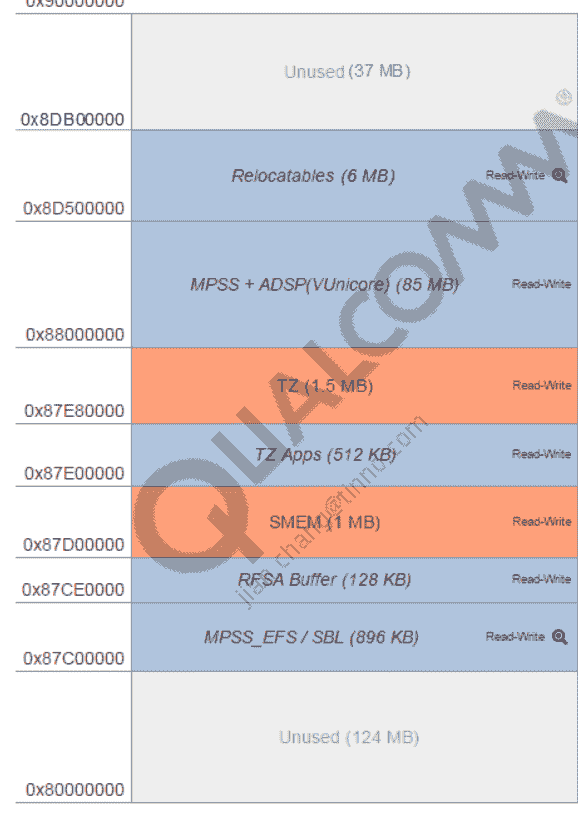 0x90000000
Unused (37 MB)
0x8DB00000
Relocatables (6 MB) Read-Write
0x8D500000
MPSS + ADSP(VUnicore) (85 MB) Read-Write
0x88000000
TZ (1.5 MB) Read-Write
0x87E80000
TZ Apps (512 KB) Read-Write
0x87E00000
SMEM (1 MB) Read-Write
0x87D00000
RFSA Buffer (128 KB) Read-Write
0x87CE0000
MPSS_EFS / SBL (896 KB) Read-Write
0x87C00000
Unused (124 MB)
0x80000000
QUALCOMM